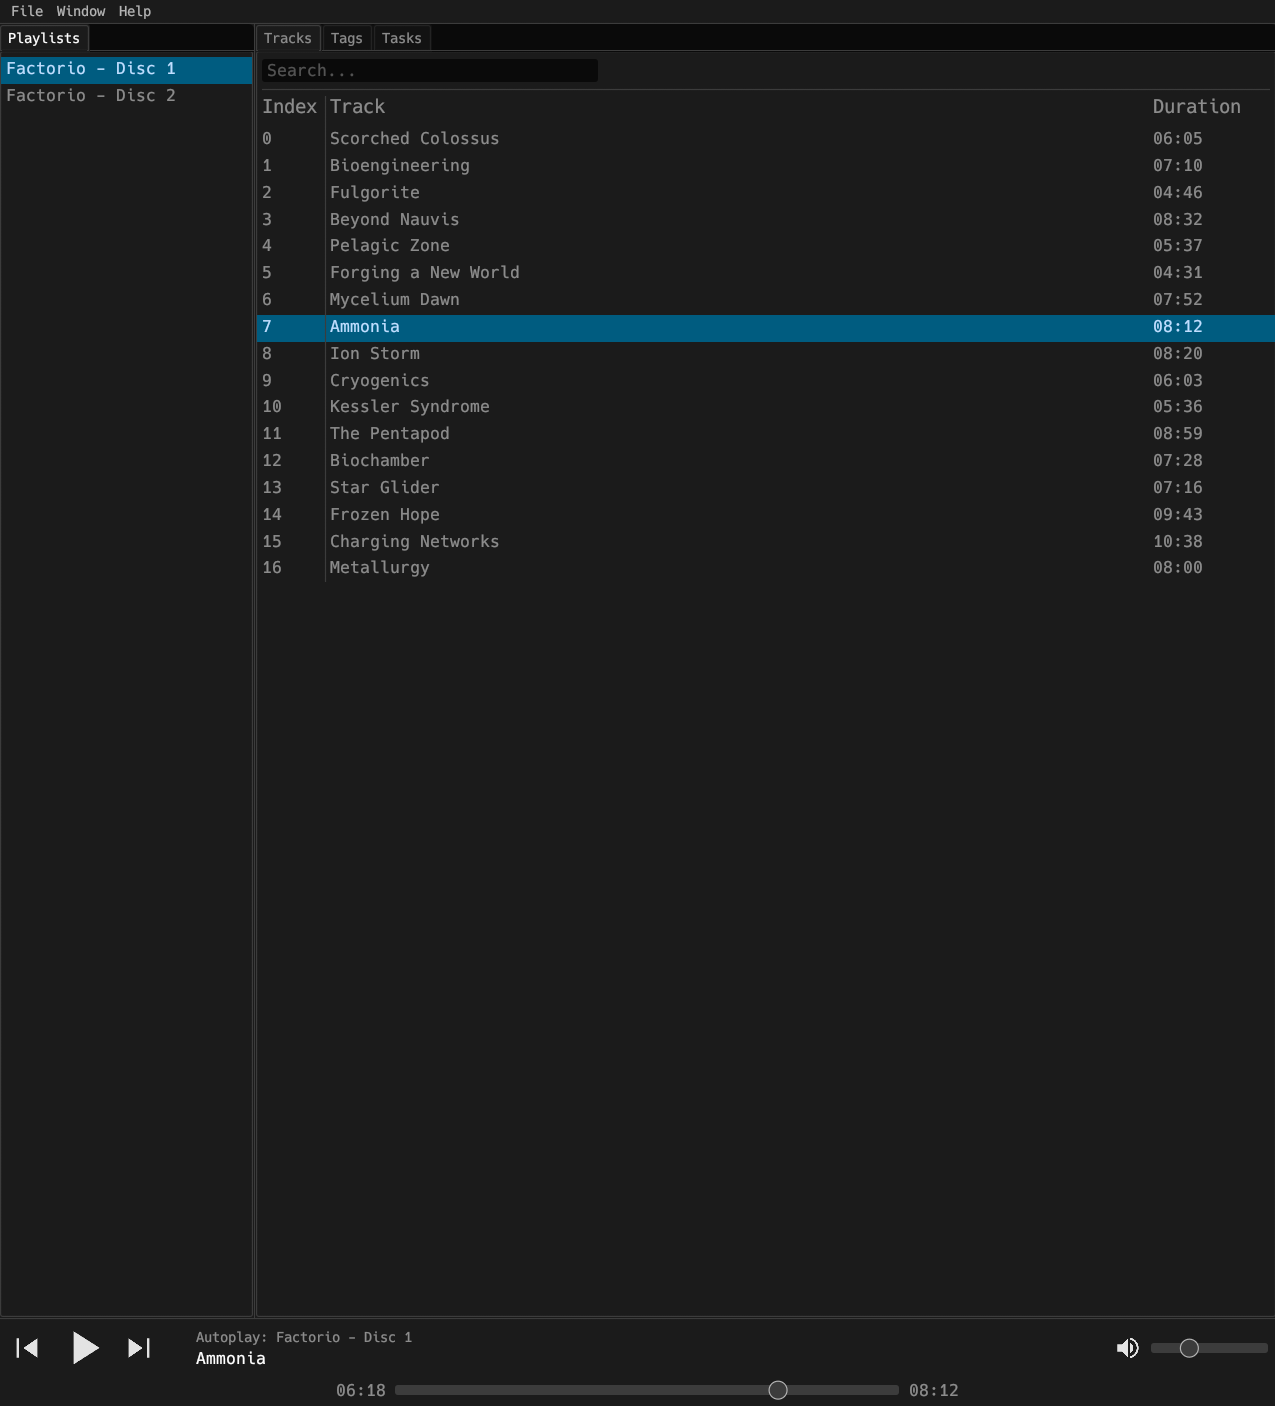 File Window Help
Playlists
Factorio - Disc 1
Factorio - Disc 2
Tracks Tags Tasks
Search...
Index Track Duration
0 Scorched Colossus 06:05
1 Bioengineering 07:10
2 Fulgorite 04:46
3 Beyond Nauvis 08:32
4 Pelagic Zone 05:37
5 Forging a New World 04:31
6 Mycelium Dawn 07:52
7 Ammonia 08:12
8 Ion Storm 08:20
9 Cryogenics 06:03
10 Kessler Syndrome 05:36
11 The Pentapod 08:59
12 Biochamber 07:28
13 Star Glider 07:16
14 Frozen Hope 09:43
15 Charging Networks 10:38
16 Metallurgy 08:00
Autoplay: Factorio - Disc 1
Ammonia
06:18 08:12